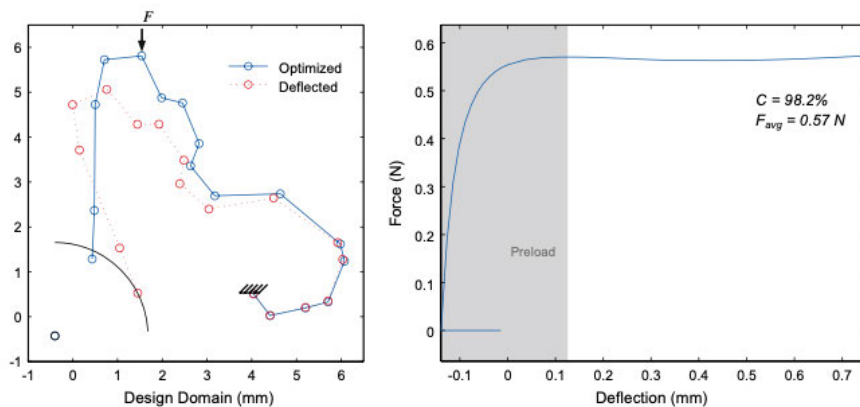 F
6
5
4
3
2
1
0
-1
-1 0 1 2 3 4 5 6
Design Domain (mm)
Optimized
Deflected
0.6
0.5
0.4
0.3
0.2
0.1
0
-0.1 0 0.1 0.2 0.3 0.4 0.5 0.6 0.7
Deflection (mm)
Force (N)
C = 98.2%
Favg = 0.57 N
Preload